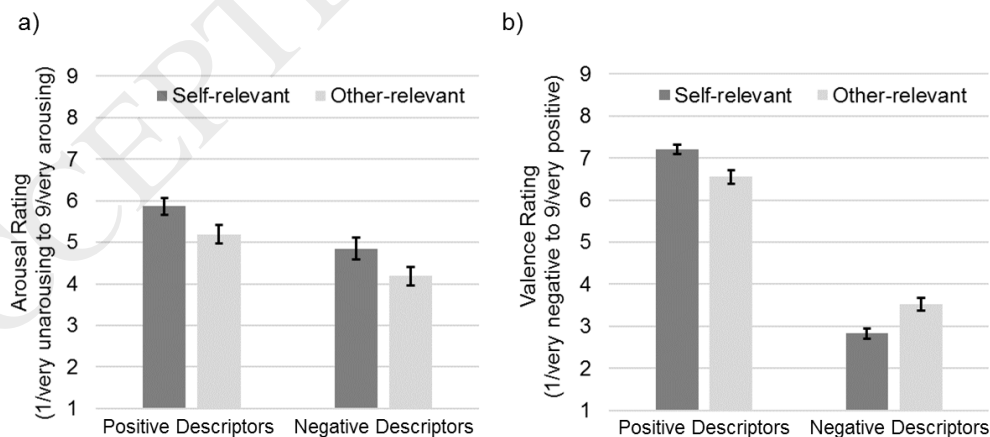 a)
Arousal Rating
(1/very unarousing to 9/very arousing)
9
8
7
6
5
4
3
2
1
Self-relevant
Other-relevant
Positive Descriptors
Negative Descriptors
b)
Valence Rating
(1/very negative to 9/very positive)
9
8
7
6
5
4
3
2
1
Self-relevant
Other-relevant
Positive Descriptors
Negative Descriptors
CCEPT